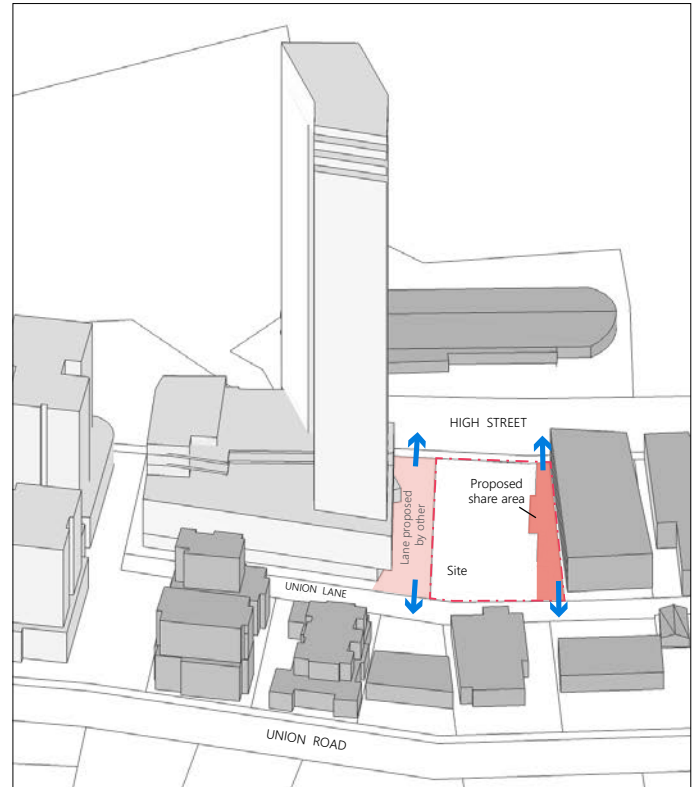 HIGH STREET
Proposed
share area
Lane proposed
by other
Site
UNION LANE
UNION ROAD